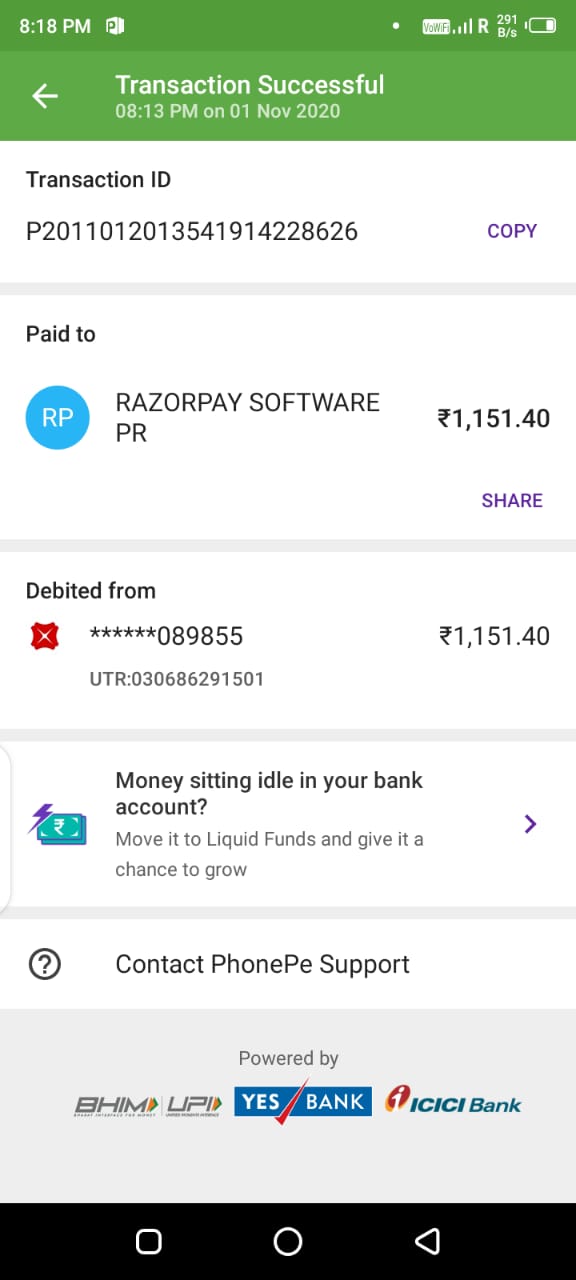 8:18 PM
VoWiFi R 291 B/s
Transaction Successful
08:13 PM on 01 Nov 2020
Transaction ID
P2011012013541914228626 COPY
Paid to
RP
RAZORPAY SOFTWARE
PR
₹1,151.40
SHARE
Debited from
******089855 ₹1,151.40
UTR:030686291501
Money sitting idle in your bank
account?
Move it to Liquid Funds and give it a
chance to grow
Contact PhonePe Support
Powered by
BHIM UPI YES BANK ICICI Bank